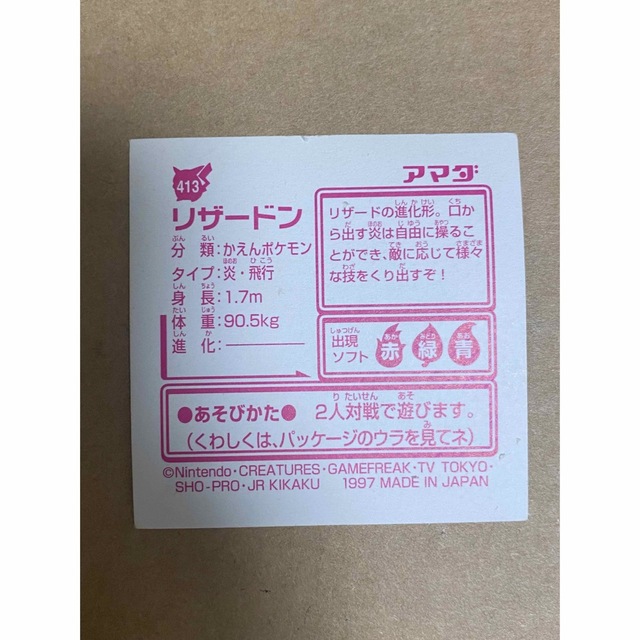 413
アマダ
リザードン
分類:かえんポケモン
タイプ:炎・飛行
身長:1.7m
体重:90.5kg
進化:————
リザードの進化形。口か
ら出す炎は自由に操るこ
とができ、敵に応じて様々
な技をくり出すぞ!
出現
ソフト
赤 緑 青
●あそびかた● 2人対戦で遊びます。
(くわしくは、パッケージのウラを見てネ)
©Nintendo・CREATURES・GAMEFREAK・TV TOKYO・
SHO-PRO・JR KIKAKU 1997 MADE IN JAPAN